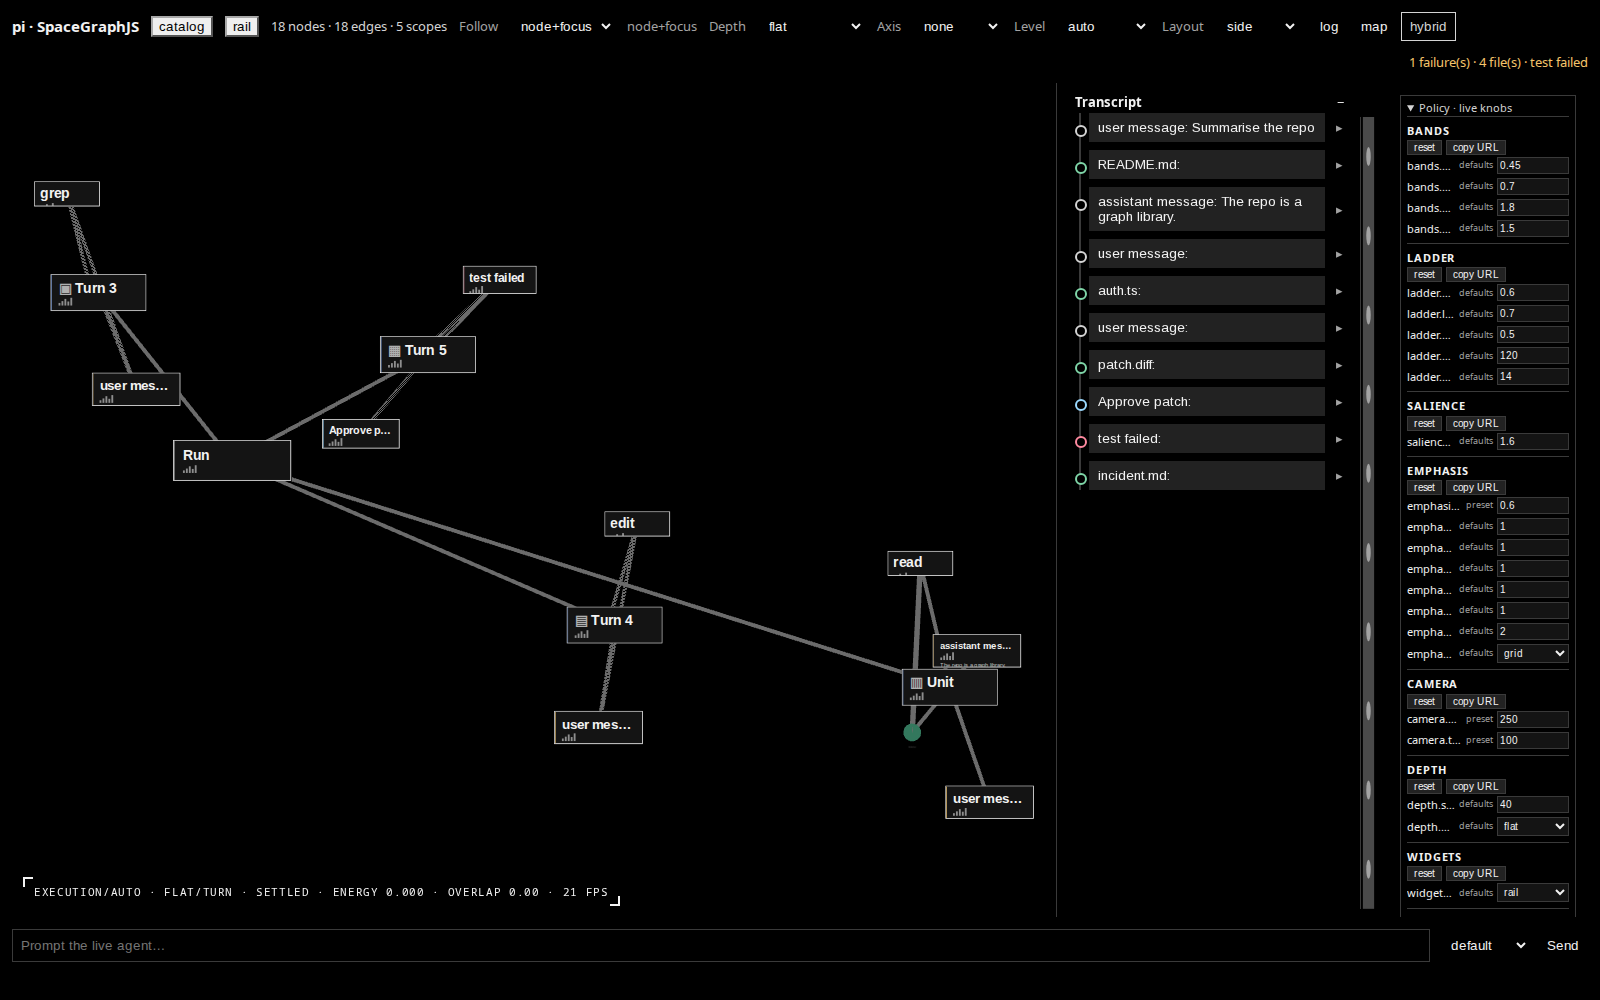 pi · SpaceGraphJS catalog rail 18 nodes · 18 edges · 5 scopes Follow node+focus node+focus Depth flat Axis none Level auto Layout side log map hybrid
1 failure(s) · 4 file(s) · test failed
grep
Turn 3
user mes…
Run
test failed
Turn 5
Approve p…
edit
Turn 4
user mes…
read
assistant mes…
The repo is a graph library.
Unit
user mes…
EXECUTION/AUTO · FLAT/TURN · SETTLED · ENERGY 0.000 · OVERLAP 0.00 · 21 FPS
Transcript –
user message: Summarise the repo
README.md:
assistant message: The repo is a
graph library.
user message:
auth.ts:
user message:
patch.diff:
Approve patch:
test failed:
incident.md:
▼ Policy · live knobs
BANDS
reset copy URL
bands.... defaults 0.45
bands.... defaults 0.7
bands.... defaults 1.8
bands.... defaults 1.5
LADDER
reset copy URL
ladder.... defaults 0.6
ladder.l... defaults 0.7
ladder.... defaults 0.5
ladder.... defaults 120
ladder.... defaults 14
SALIENCE
reset copy URL
salienc... defaults 1.6
EMPHASIS
reset copy URL
emphasi... preset 0.6
empha... defaults 1
empha... defaults 1
empha... defaults 1
empha... defaults 1
empha... defaults 1
empha... defaults 2
empha... defaults grid
CAMERA
reset copy URL
camera.... preset 250
camera.t... preset 100
DEPTH
reset copy URL
depth.s... defaults 40
depth.... defaults flat
WIDGETS
reset copy URL
widget... defaults rail
Prompt the live agent… default Send